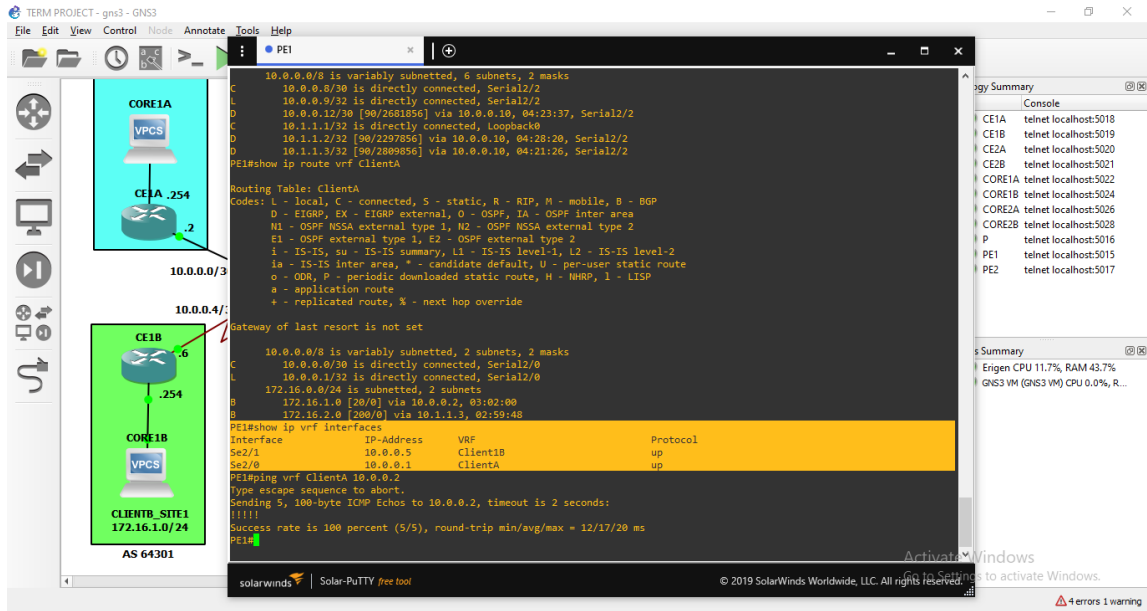 TERM PROJECT - gns3 - GNS3
File Edit View Control Node Annotate Tools Help
PE1
CORE1A
VPCS
CE1A .254
.2
10.0.0.0/3
10.0.0.4/
CE1B
.6
.254
CORE1B
VPCS
CLIENTB_SITE1
172.16.1.0/24
AS 64301
10.0.0.0/8 is variably subnetted, 6 subnets, 2 masks
C 10.0.0.8/30 is directly connected, Serial2/2
L 10.0.0.9/32 is directly connected, Serial2/2
D 10.0.0.12/30 [90/2681856] via 10.0.0.10, 04:23:37, Serial2/2
C 10.1.1.1/32 is directly connected, Loopback0
D 10.1.1.2/32 [90/2297856] via 10.0.0.10, 04:28:20, Serial2/2
D 10.1.1.3/32 [90/2809856] via 10.0.0.10, 04:21:26, Serial2/2
PE1#show ip route vrf ClientA
Routing Table: ClientA
Codes: L - local, C - connected, S - static, R - RIP, M - mobile, B - BGP
D - EIGRP, EX - EIGRP external, O - OSPF, IA - OSPF inter area
N1 - OSPF NSSA external type 1, N2 - OSPF NSSA external type 2
E1 - OSPF external type 1, E2 - OSPF external type 2
i - IS-IS, su - IS-IS summary, L1 - IS-IS level-1, L2 - IS-IS level-2
ia - IS-IS inter area, * - candidate default, U - per-user static route
o - ODR, P - periodic downloaded static route, H - NHRP, l - LISP
a - application route
+ - replicated route, % - next hop override
Gateway of last resort is not set
10.0.0.0/8 is variably subnetted, 2 subnets, 2 masks
C 10.0.0.0/30 is directly connected, Serial2/0
L 10.0.0.1/32 is directly connected, Serial2/0
172.16.0.0/24 is subnetted, 2 subnets
B 172.16.1.0 [20/0] via 10.0.0.2, 03:02:00
B 172.16.2.0 [200/0] via 10.1.1.3, 02:59:48
PE1#show ip vrf interfaces
Interface IP-Address VRF Protocol
Se2/1 10.0.0.5 Client1B up
Se2/0 10.0.0.1 ClientA up
PE1#ping vrf ClientA 10.0.0.2
Type escape sequence to abort.
Sending 5, 100-byte ICMP Echos to 10.0.0.2, timeout is 2 seconds:
!!!!!
Success rate is 100 percent (5/5), round-trip min/avg/max = 12/17/20 ms
PE1#
solarwinds Solar-PuTTY free tool © 2019 SolarWinds Worldwide, LLC. All rights reserved.
ogy Summary
Console
CE1A telnet localhost:5018
CE1B telnet localhost:5019
CE2A telnet localhost:5020
CE2B telnet localhost:5021
CORE1A telnet localhost:5022
CORE1B telnet localhost:5024
CORE2A telnet localhost:5026
CORE2B telnet localhost:5028
P telnet localhost:5016
PE1 telnet localhost:5015
PE2 telnet localhost:5017
s Summary
Erigen CPU 11.7%, RAM 43.7%
GNS3 VM (GNS3 VM) CPU 0.0%, R...
Activate Windows
Go to Settings to activate Windows.
4 errors 1 warning